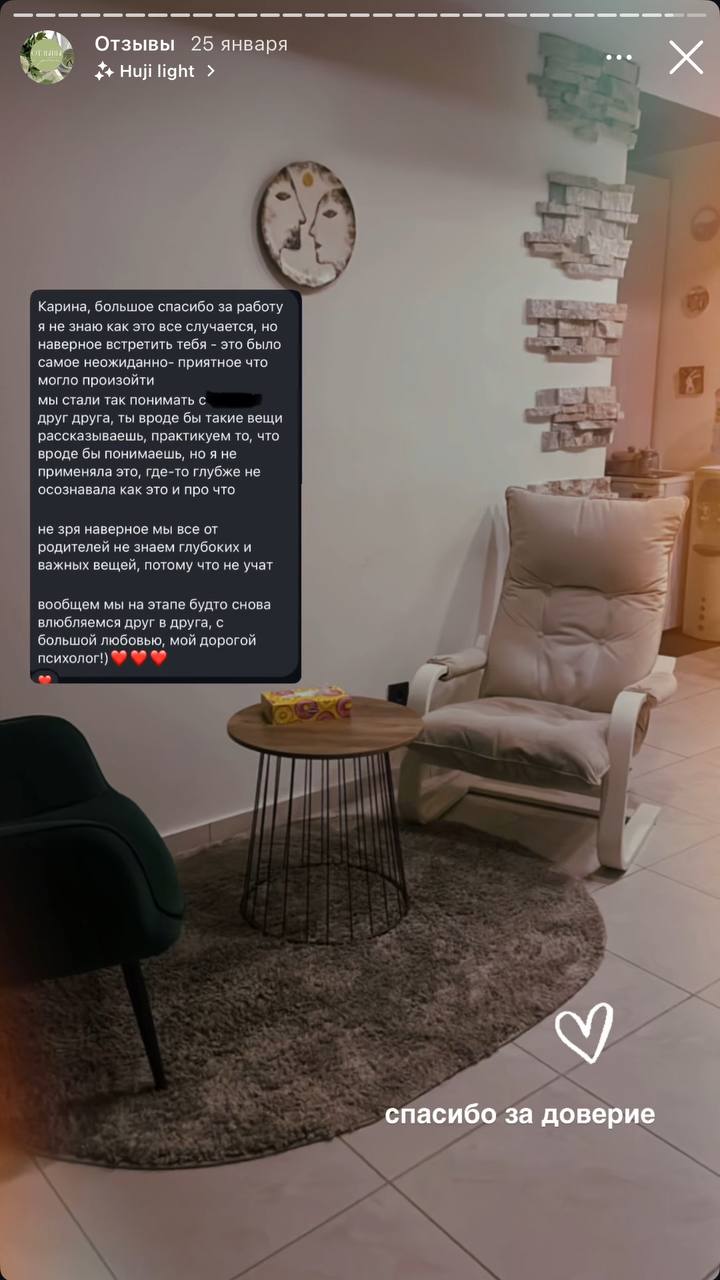 Отзывы 25 января
Huji light
Карина, большое спасибо за работу
я не знаю как это все случается, но
наверное встретить тебя - это было
самое неожиданно- приятное что
могло произойти
мы стали так понимать с
друг друга, ты вроде бы такие вещи
рассказываешь, практикуем то, что
вроде бы понимаешь, но я не
применяла это, где-то глубже не
осознавала как это и про что
не зря наверное мы все от
родителей не знаем глубоких и
важных вещей, потому что не учат
вообщем мы на этапе будто снова
влюбляемся друг в друга, с
большой любовью, мой дорогой
психолог!)❤️❤️❤️
спасибо за доверие